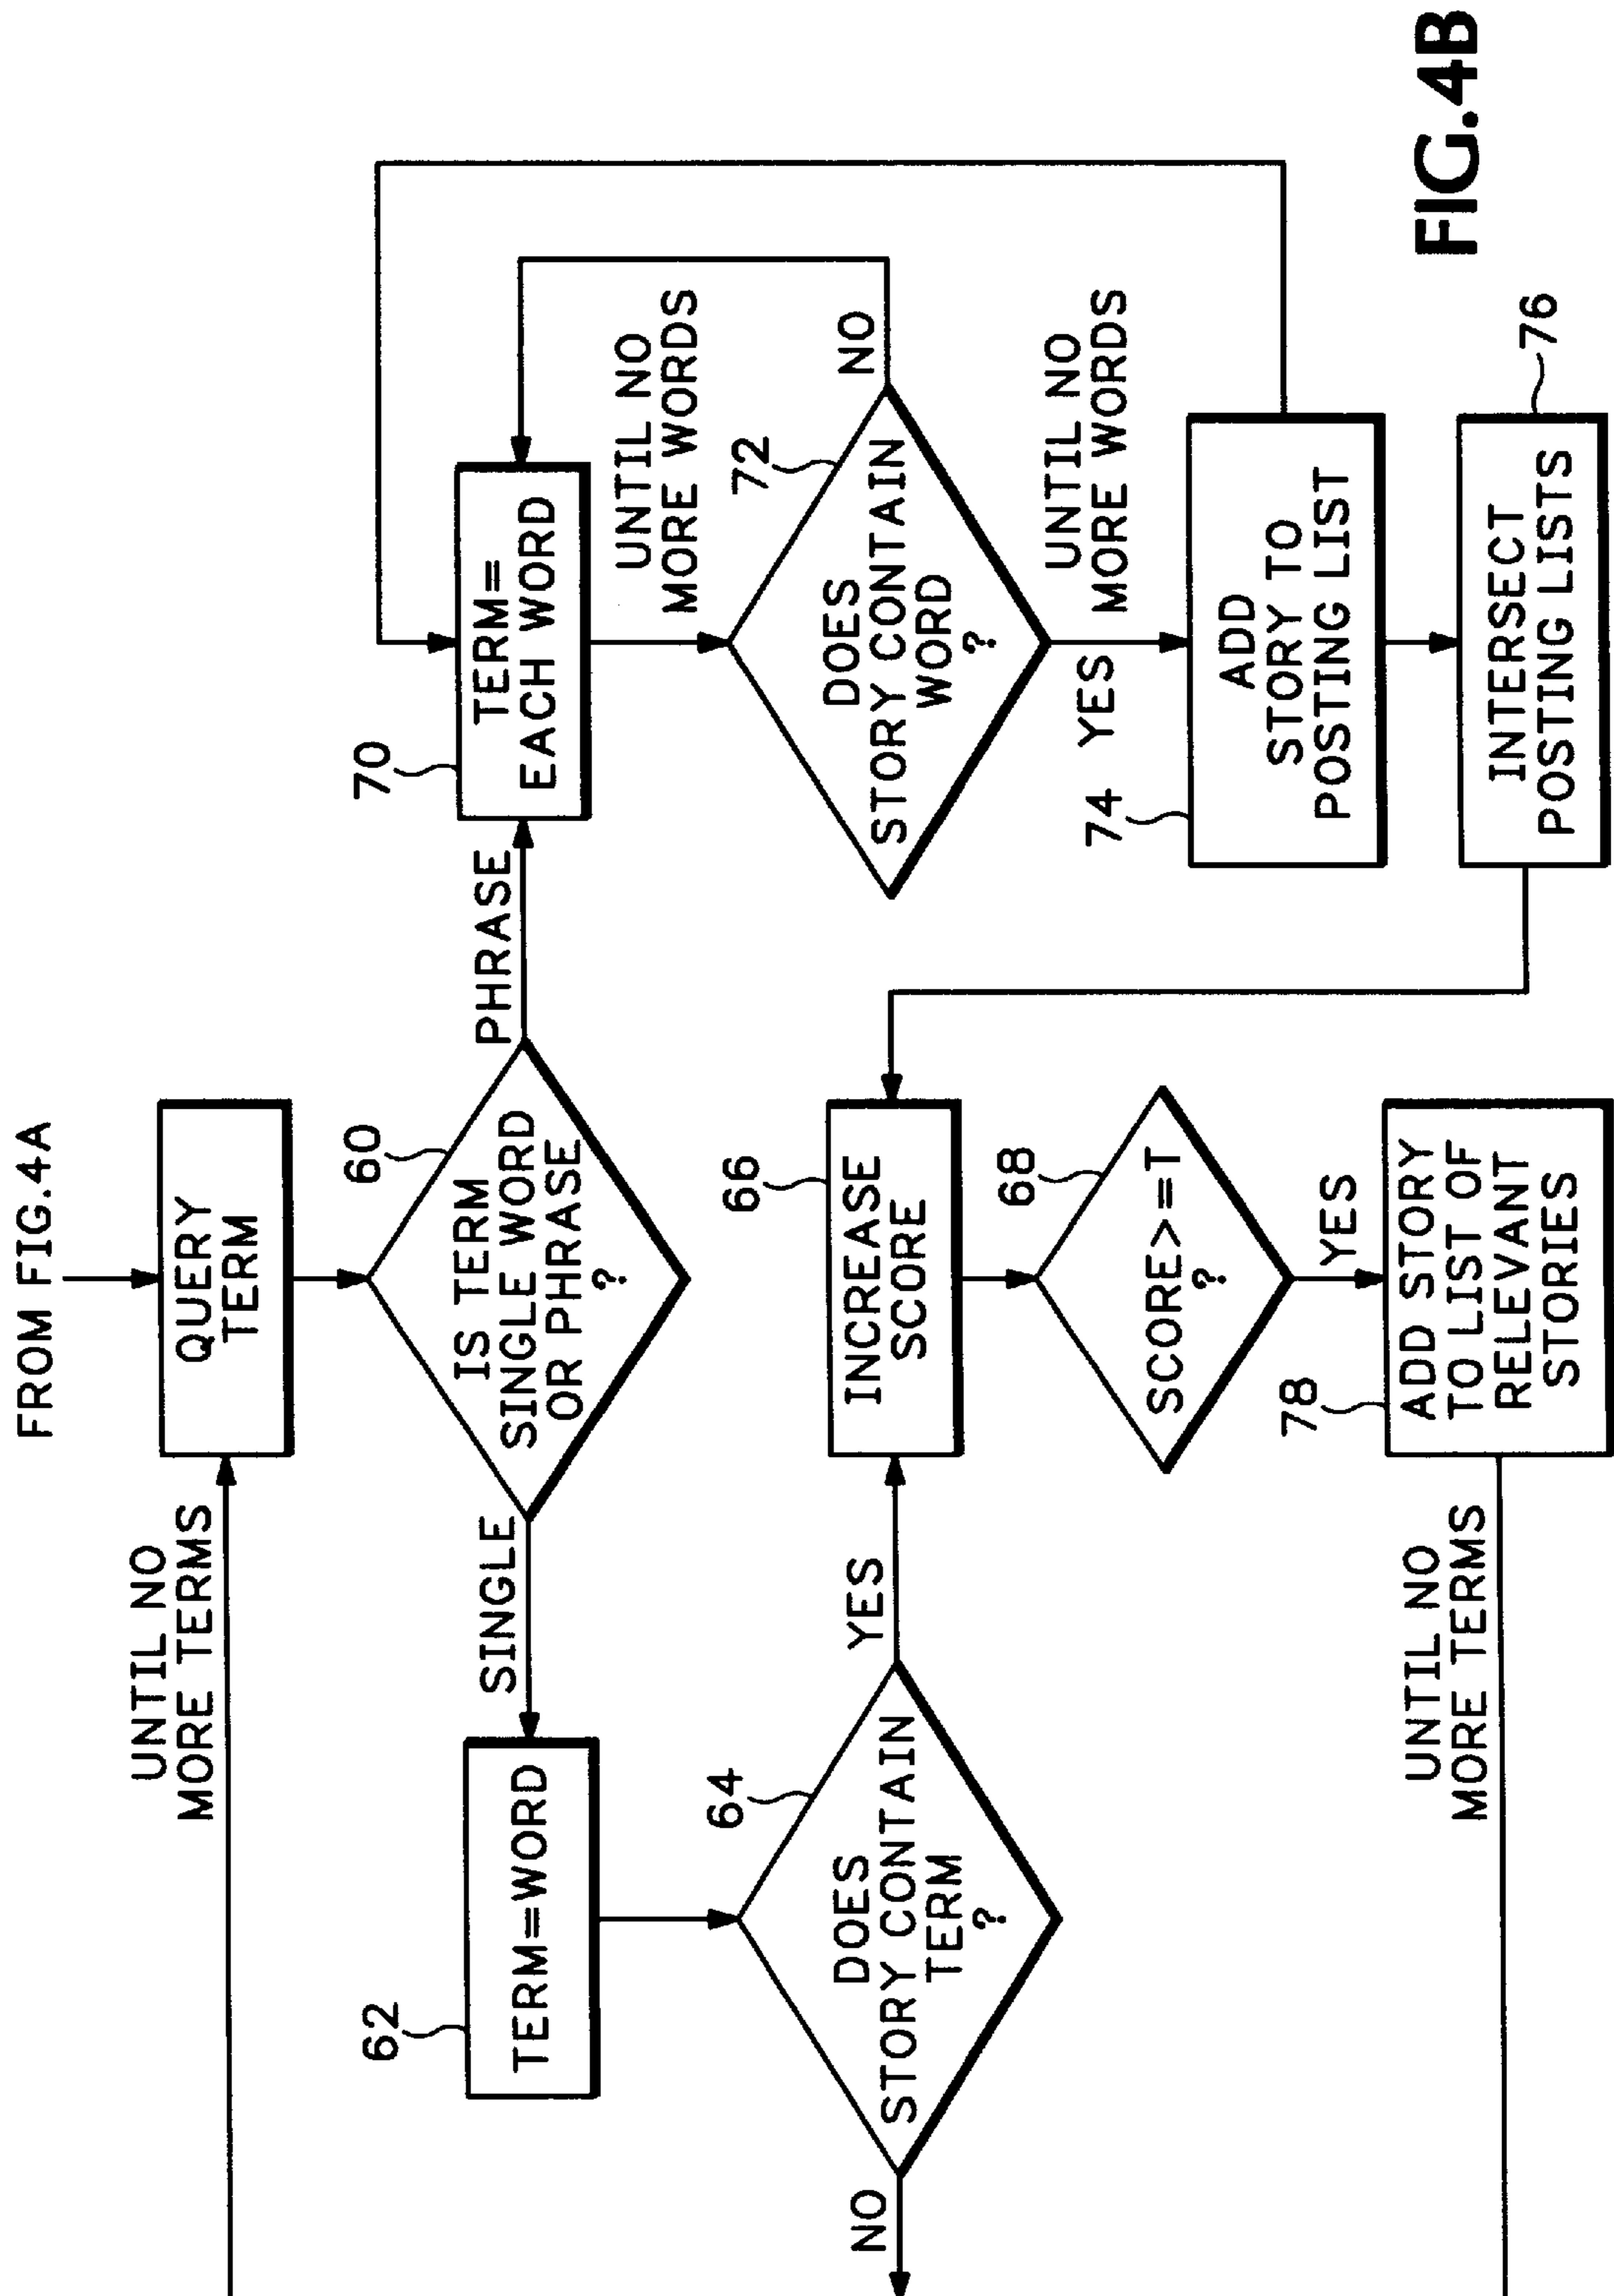 FROM FIG.4A
UNTIL NO
MORE TERMS
QUERY
TERM
60
IS TERM
SINGLE WORD
OR PHRASE
?
SINGLE
PHRASE
62
TERM=WORD
70
TERM=
EACH WORD
UNTIL NO
MORE WORDS
64
DOES
STORY CONTAIN
TERM
?
NO
YES
66
INCREASE
SCORE
72
DOES
STORY CONTAIN
WORD
?
NO
YES
UNTIL NO
MORE WORDS
68
SCORE>=T
?
YES
74
ADD
STORY TO
POSTING LIST
78
ADD STORY
TO LIST OF
RELEVANT
STORIES
UNTIL NO
MORE TERMS
76
INTERSECT
POSTING LISTS
FIG.4B